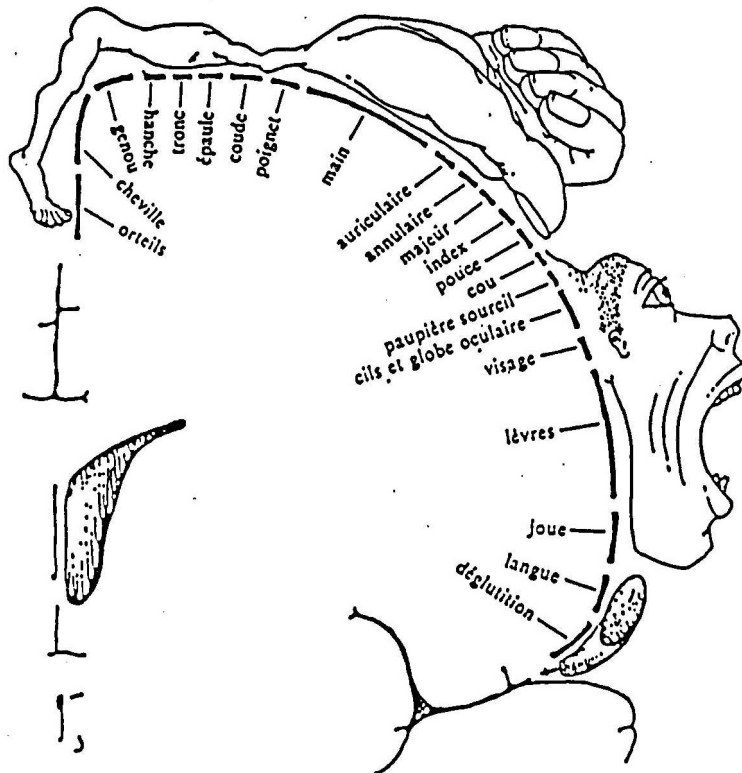 orteils
cheville
genou
hanche
tronc
épaule
coude
poignet
main
auriculaire
annulaire
majeur
index
pouce
cou
paupière sourcil
cils et globe oculaire
visage
lèvres
joue
langue
déglutition